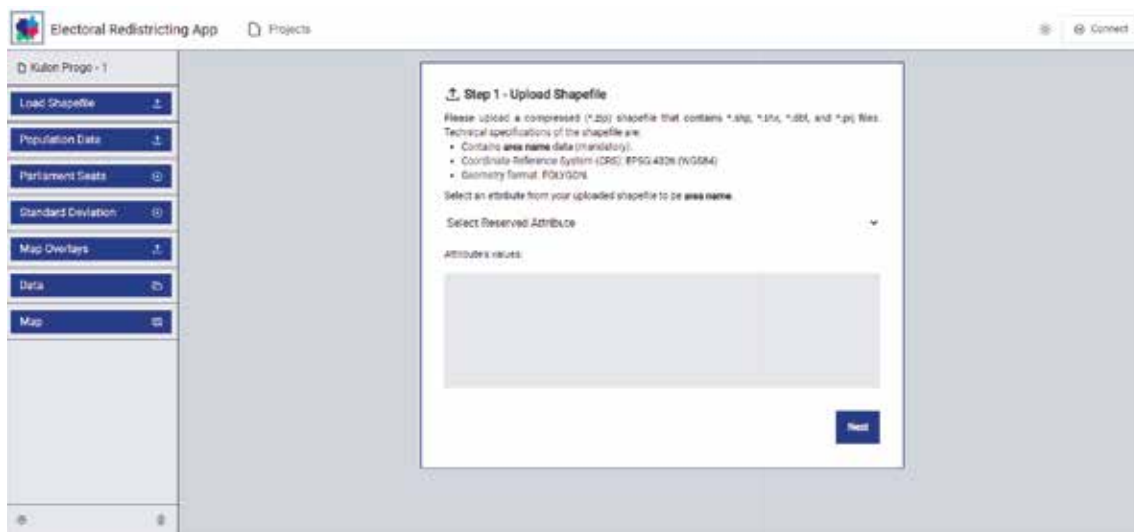 Electoral Redistricting App
Projects
Connect
Kulon Progo - 1
Load Shapefile
Population Data
Parliament Seats
Standard Deviation
Map Overlays
Data
Map
Step 1 - Upload Shapefile
Please upload a compressed (*.zip) shapefile that contains *.shp, *.shx, *.dbf, and *.prj files.
Technical specifications of the shapefile are:
• Contains area name data (mandatory).
• Coordinate Reference System (CRS): EPSG:4326 (WGS84)
• Geometry format: POLYGON
Select an attribute from your uploaded shapefile to be area name.
Select Reserved Attribute
Attribute's values:
Next